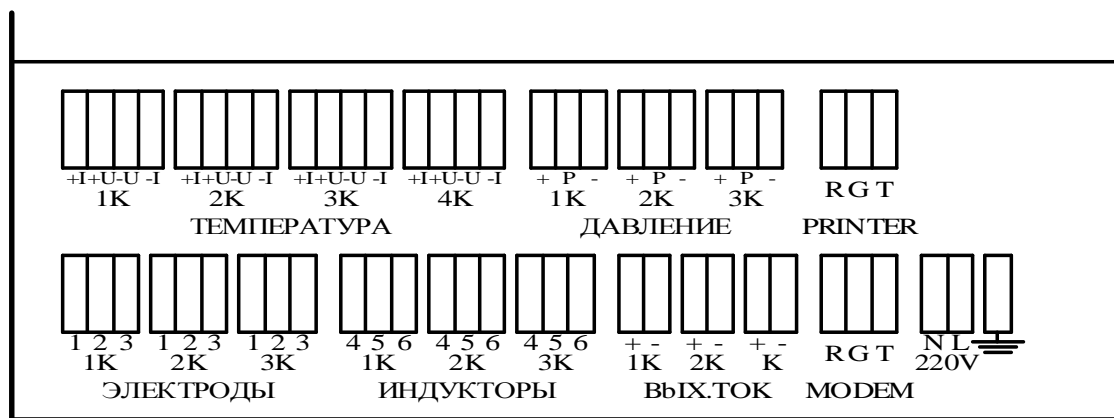 +I+U-U -I +I+U-U -I +I+U-U -I +I+U-U -I + P - + P - + P -
1K 2K 3K 4K 1K 2K 3K R G T
ТЕМПЕРАТУРА ДАВЛЕНИЕ PRINTER
1 2 3 1 2 3 1 2 3 4 5 6 4 5 6 4 5 6 + - + - + - N L
1K 2K 3K 1K 2K 3K 1K 2K K R G T 220V
ЭЛЕКТРОДЫ ИНДУКТОРЫ ВЫХ.ТОК MODEM